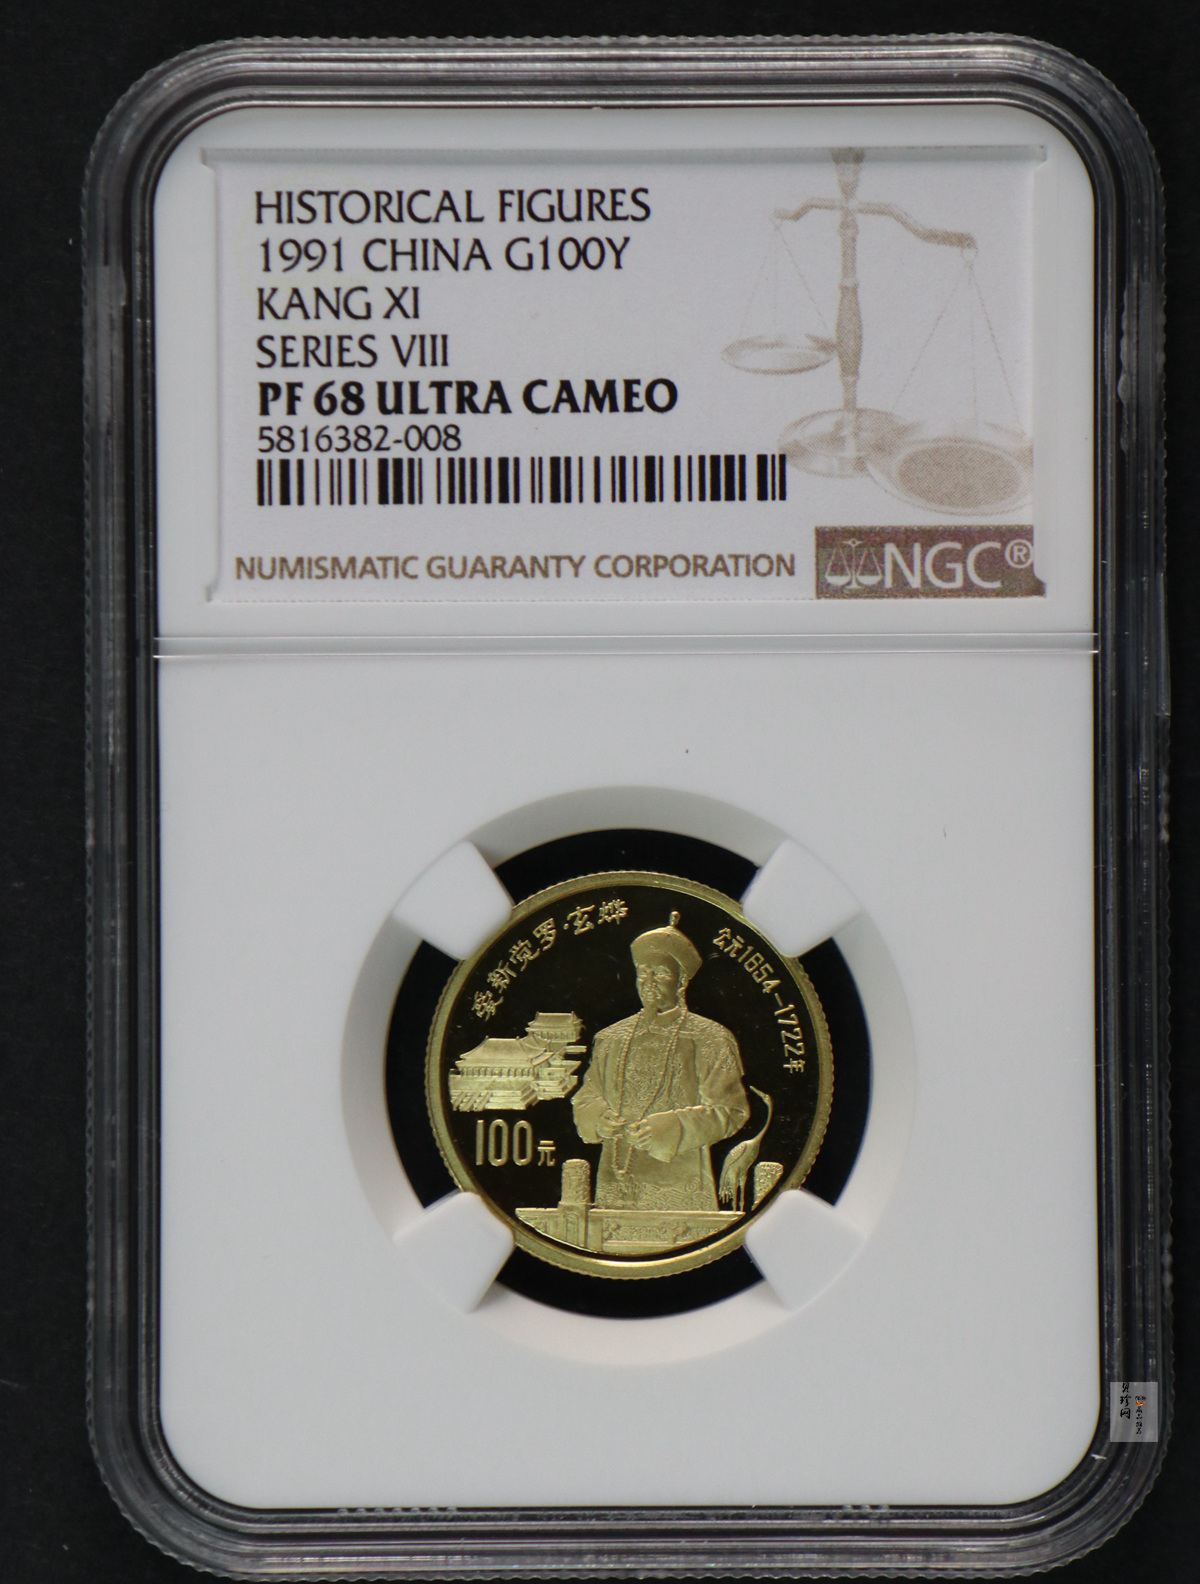 HISTORICAL FIGURES
1991 CHINA G100Y
KANG XI
SERIES VIII
PF 68 ULTRA CAMEO
5816382-008
NUMISMATIC GUARANTY CORPORATION
NGC®
爱新觉罗·玄烨
公元1654-1722年
100元